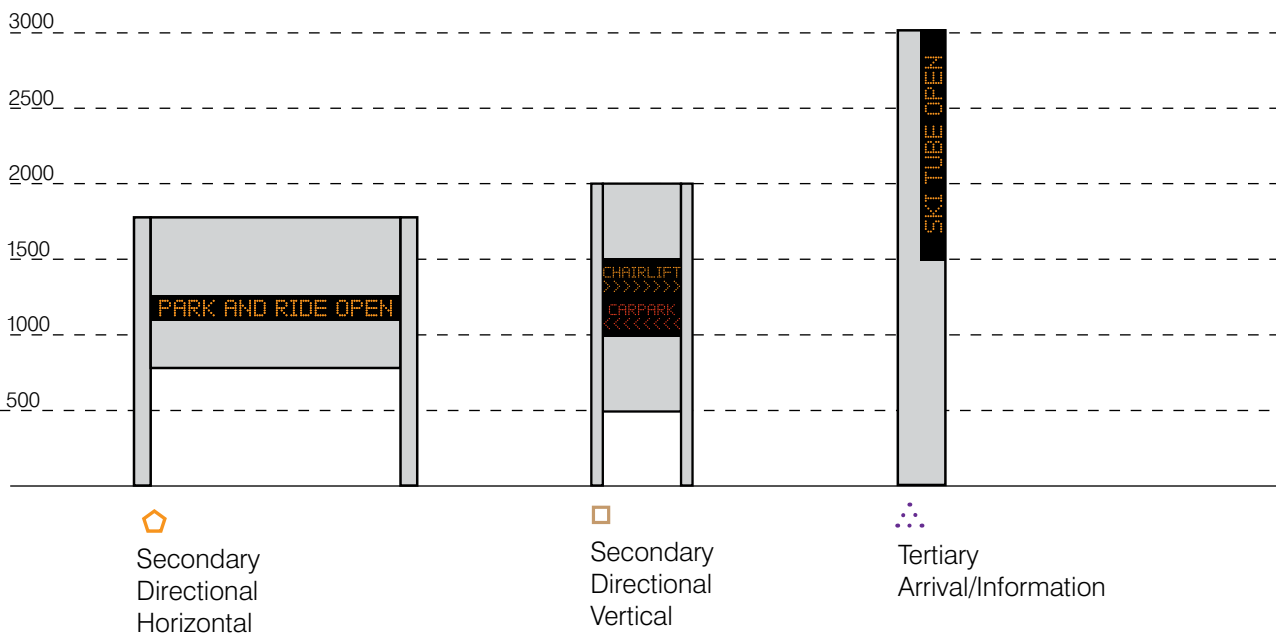 3000
2500
2000
1500
1000
500
PARK AND RIDE OPEN
CHAIRLIFT
>>>>>>>>
CARPARK
<<<<<<<<
SKI TUBE OPEN
Secondary
Directional
Horizontal
Secondary
Directional
Vertical
Tertiary
Arrival/Information